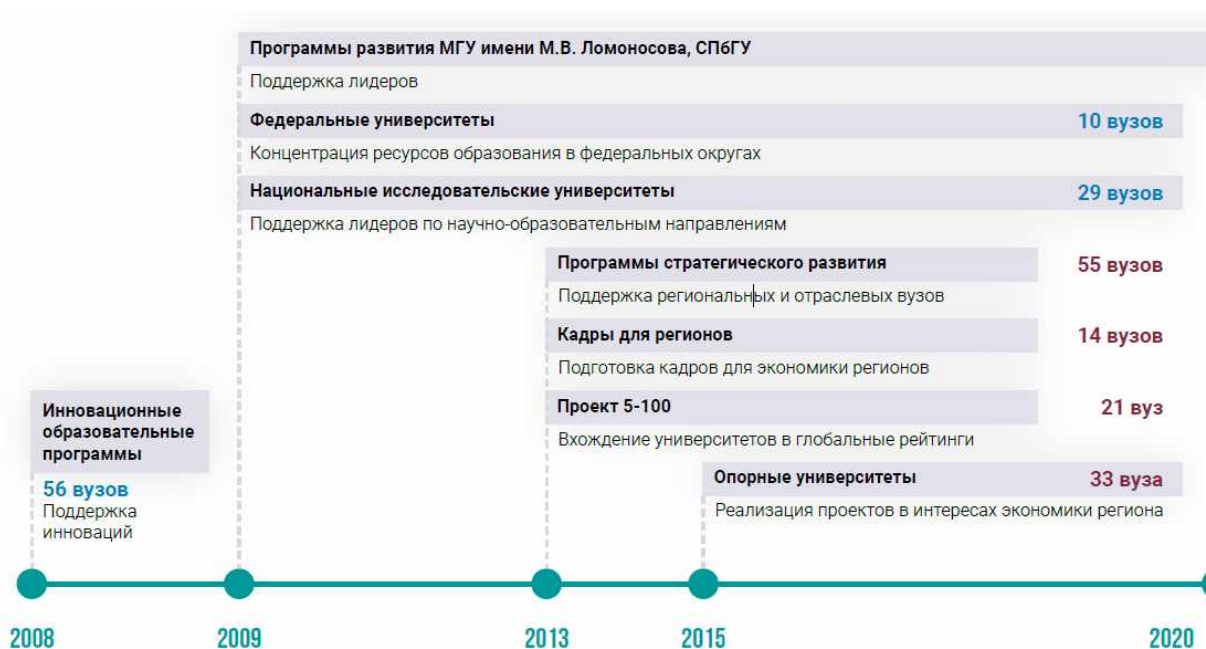 Программы развития МГУ имени М.В. Ломоносова, СПбГУ
Поддержка лидеров
Федеральные университеты 10 вузов
Концентрация ресурсов образования в федеральных округах
Национальные исследовательские университеты 29 вузов
Поддержка лидеров по научно-образовательным направлениям
Программы стратегического развития 55 вузов
Поддержка региональных и отраслевых вузов
Кадры для регионов 14 вузов
Подготовка кадров для экономики регионов
Проект 5-100 21 вуз
Вхождение университетов в глобальные рейтинги
Инновационные
образовательные
программы
56 вузов
Поддержка
инноваций
Опорные университеты 33 вуза
Реализация проектов в интересах экономики региона
2008 2009 2013 2015 2020